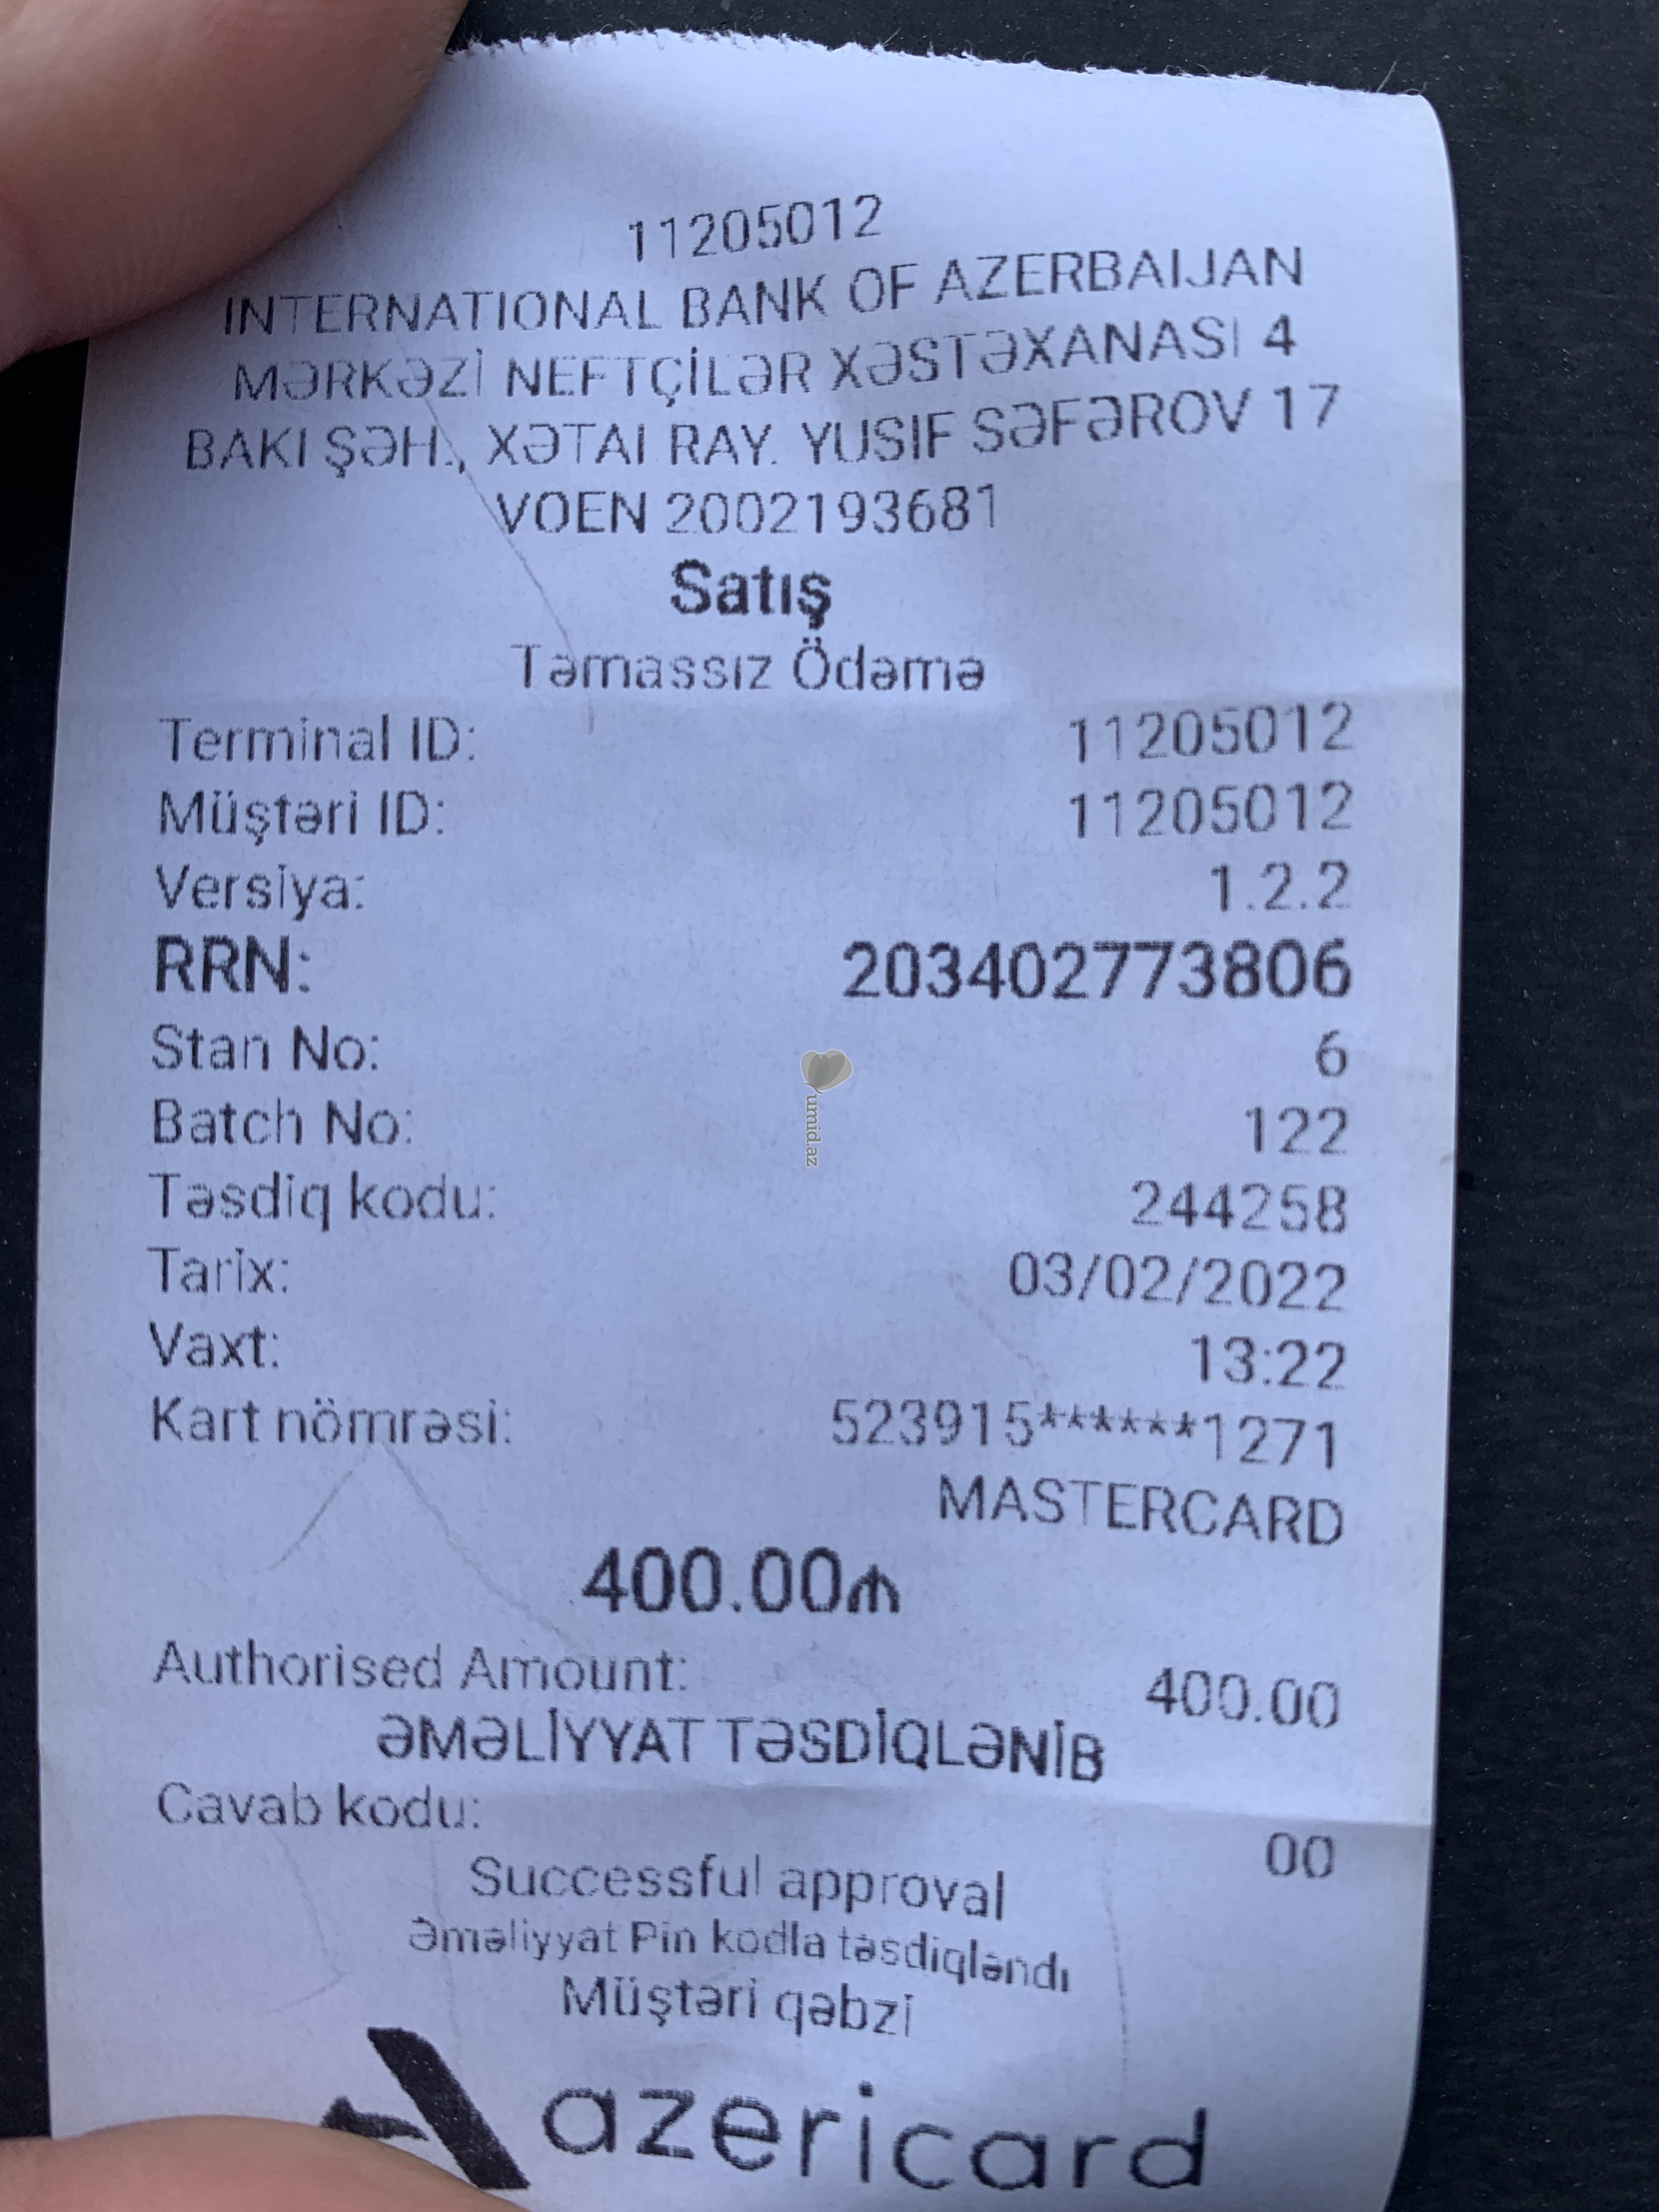 11205012
INTERNATIONAL BANK OF AZERBAIJAN
MƏRKƏZİ NEFTÇİLƏR XƏSTƏXANASI 4
BAKI ŞƏH., XƏTAI RAY. YUSIF SƏFƏROV 17
VOEN 2002193681
Satış
Təmassız Ödəmə
Terminal ID: 11205012
Müştəri ID: 11205012
Versiya: 1.2.2
RRN: 203402773806
Stan No: 6
Batch No: 122
Təsdiq kodu: 244258
Tarix: 03/02/2022
Vaxt: 13:22
Kart nömrəsi: 523915******1271
MASTERCARD
400.00₼
Authorised Amount: 400.00
ƏMƏLİYYAT TƏSDİQLƏNİB
Cavab kodu: 00
Successful approval
Əməliyyat Pin kodla təsdiqləndı
Müştəri qəbzi
azericard
umid.az